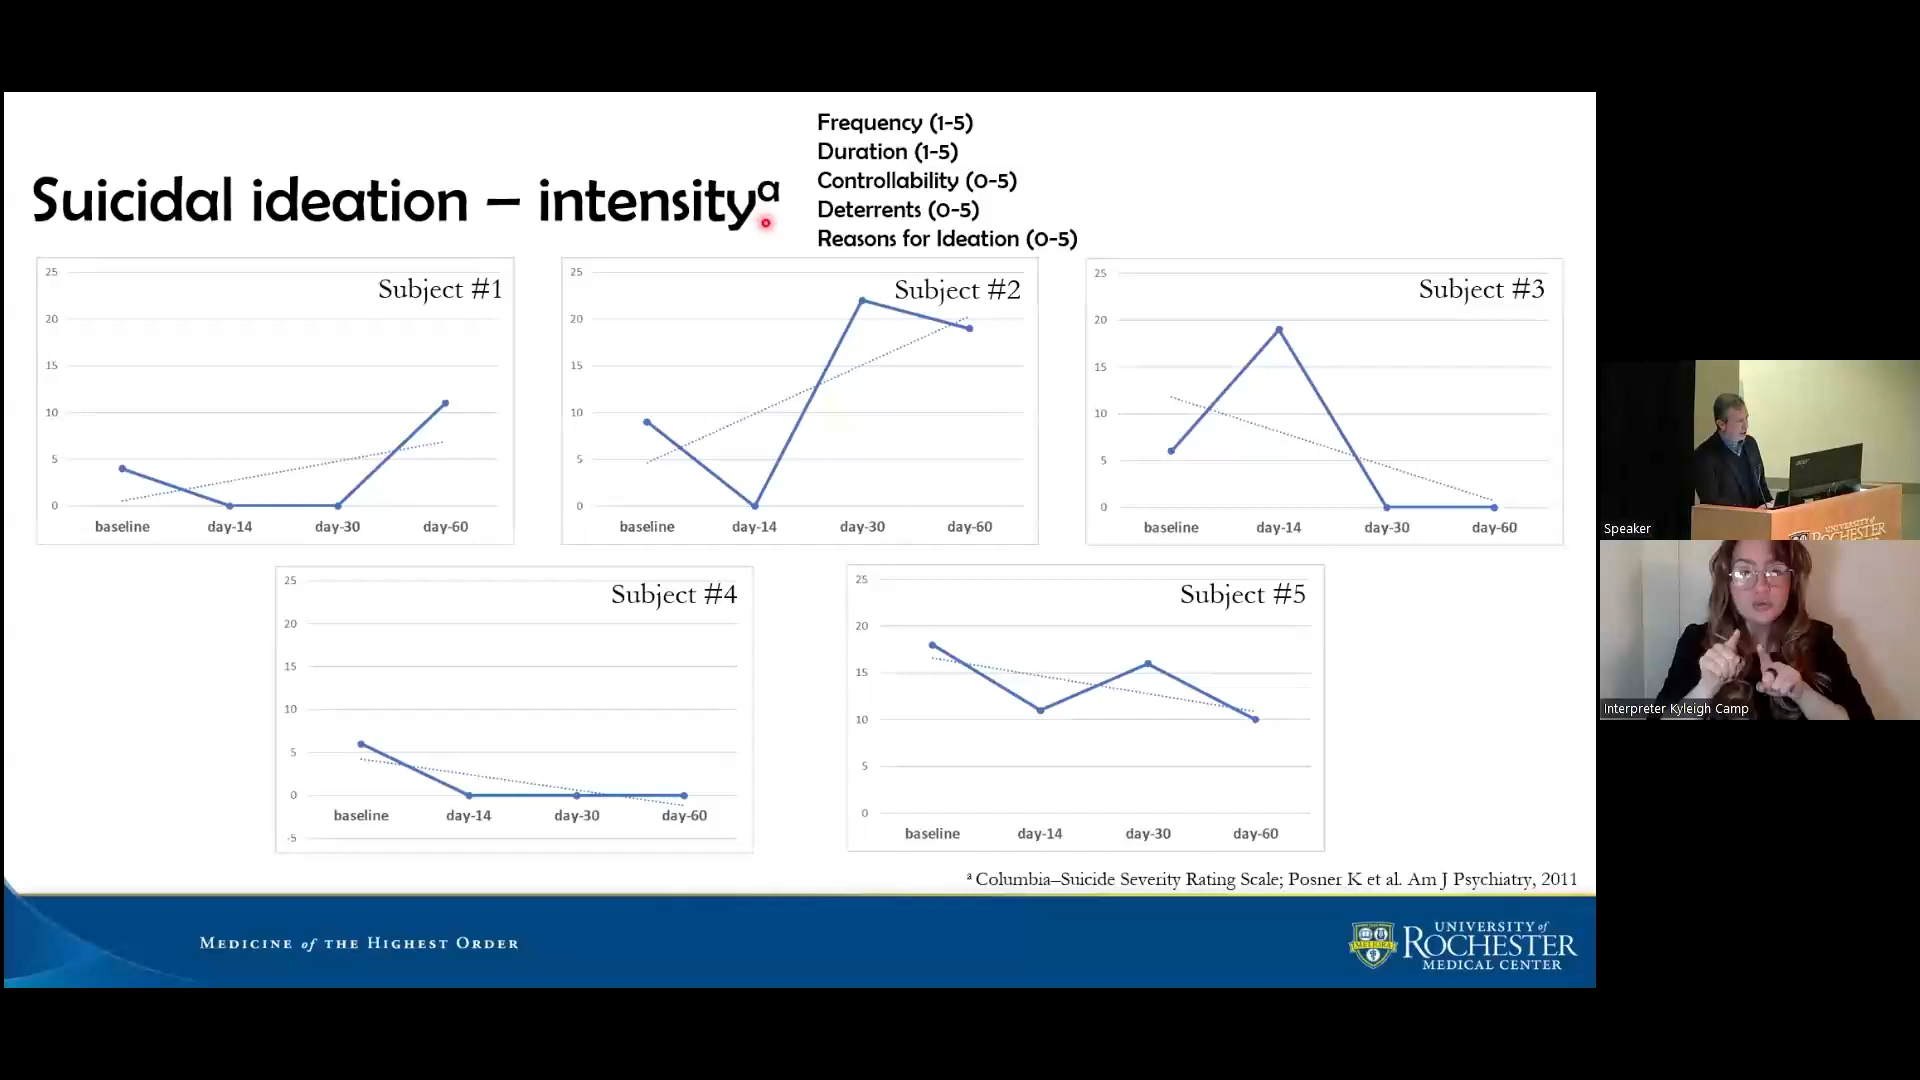 Frequency (1-5)
Duration (1-5)
Controllability (0-5)
Deterrents (0-5)
Reasons for Ideation (0-5)
Suicidal ideation – intensityᵃ
Subject #1
25
20
15
10
5
0
baseline day-14 day-30 day-60
Subject #2
25
20
15
10
5
0
baseline day-14 day-30 day-60
Subject #3
25
20
15
10
5
0
baseline day-14 day-30 day-60
Subject #4
25
20
15
10
5
0
-5
baseline day-14 day-30 day-60
Subject #5
25
20
15
10
5
0
baseline day-14 day-30 day-60
ᵃ Columbia–Suicide Severity Rating Scale; Posner K et al. Am J Psychiatry, 2011
MEDICINE of THE HIGHEST ORDER
MELIORA
UNIVERSITY of
ROCHESTER
MEDICAL CENTER
UNIVERSITY of
ROCHESTER
Speaker
Interpreter Kyleigh Camp